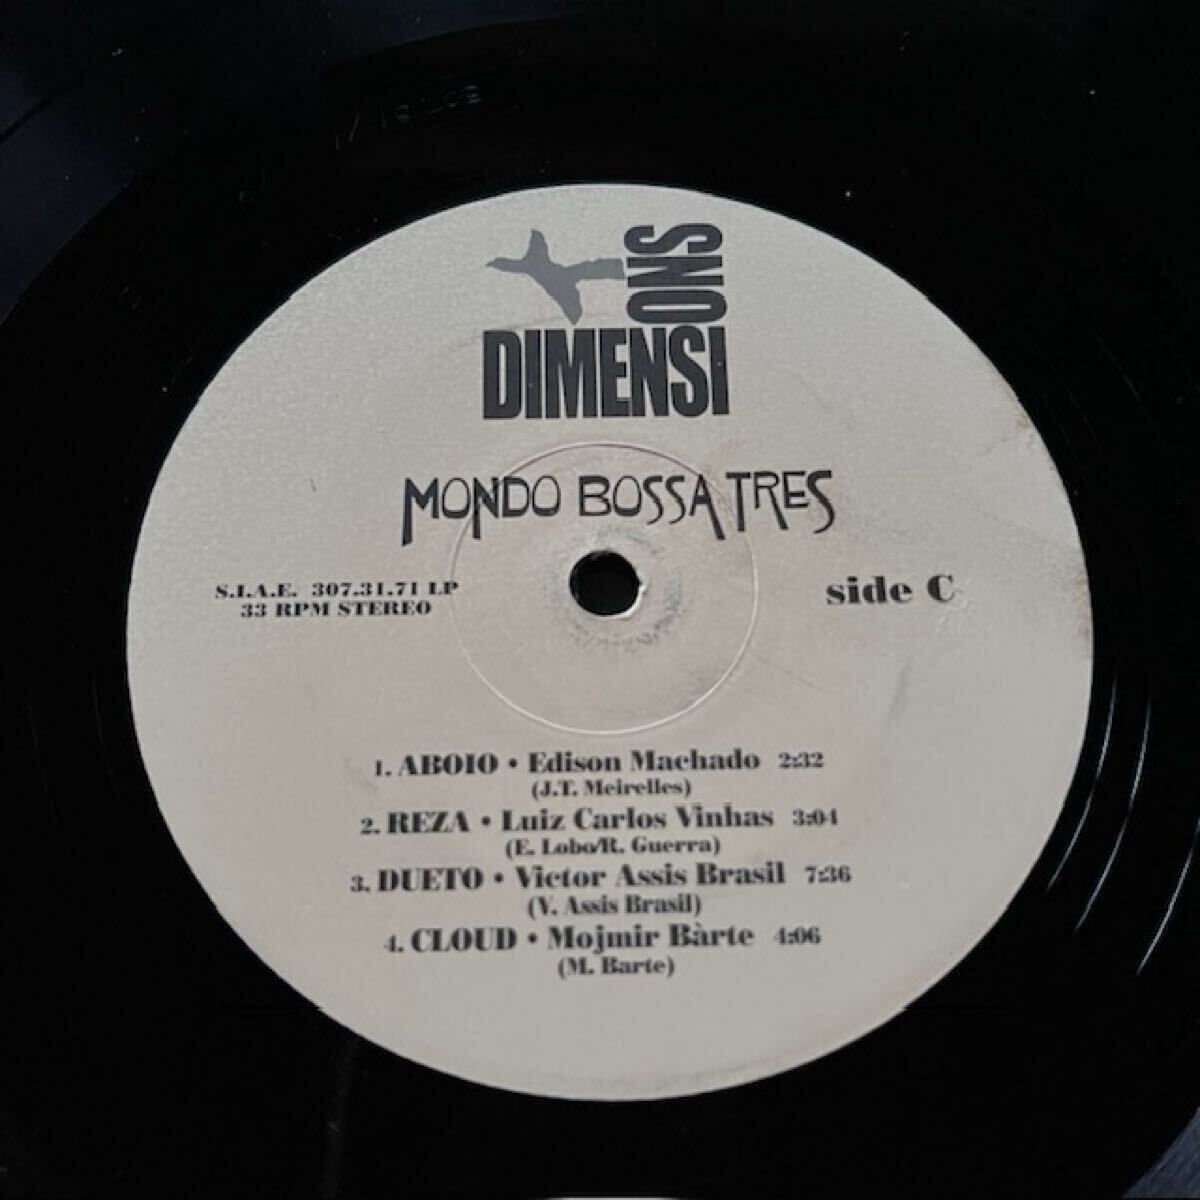 DIMENSI
ONS
MONDO BOSSA TRES
S.I.A.E. 307.31.71 LP
33 RPM STEREO
side C
1. ABOIO • Edison Machado 2:32
(J.T. Meirelles)
2. REZA • Luiz Carlos Vinhas 3:04
(E. Lobo/R. Guerra)
3. DUETO • Victor Assis Brasil 7:36
(V. Assis Brasil)
4. CLOUD • Mojmir Bàrte 4:06
(M. Barte)